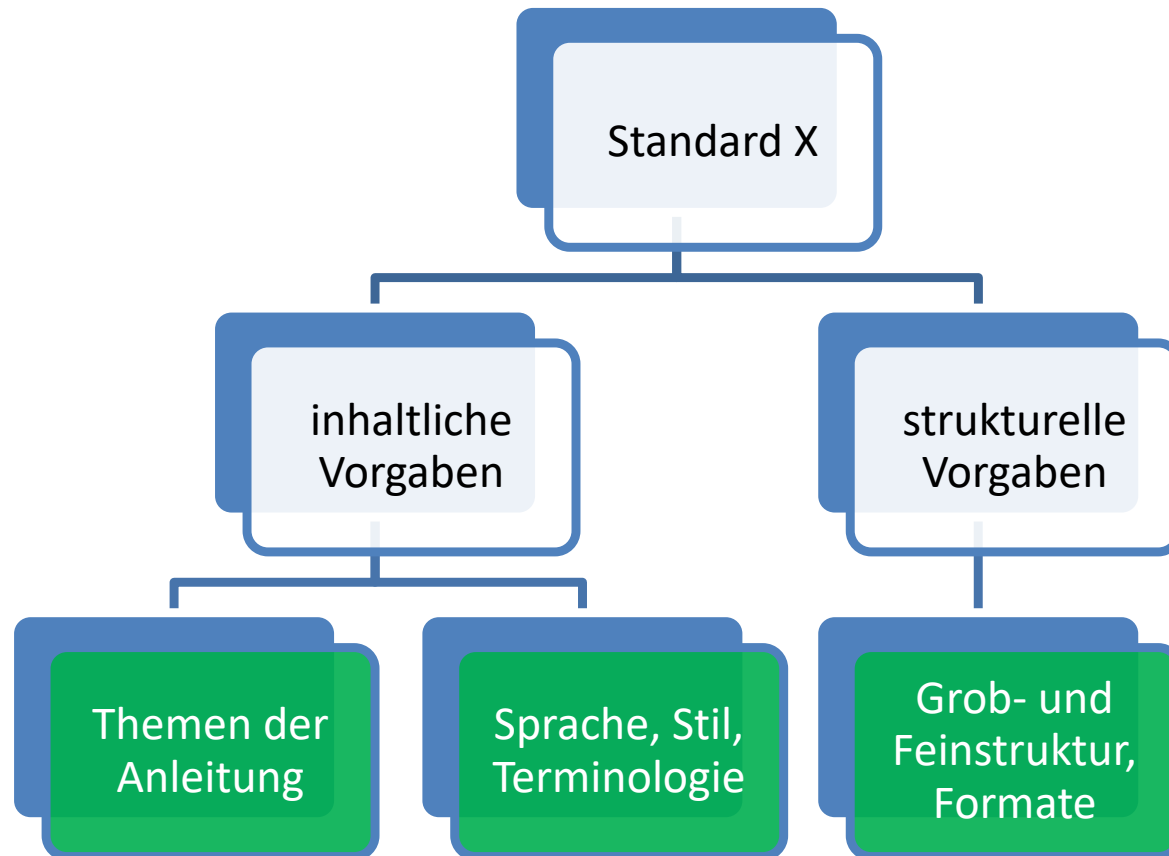 Standard X
inhaltliche
Vorgaben
strukturelle
Vorgaben
Themen der
Anleitung
Sprache, Stil,
Terminologie
Grob- und
Feinstruktur,
Formate